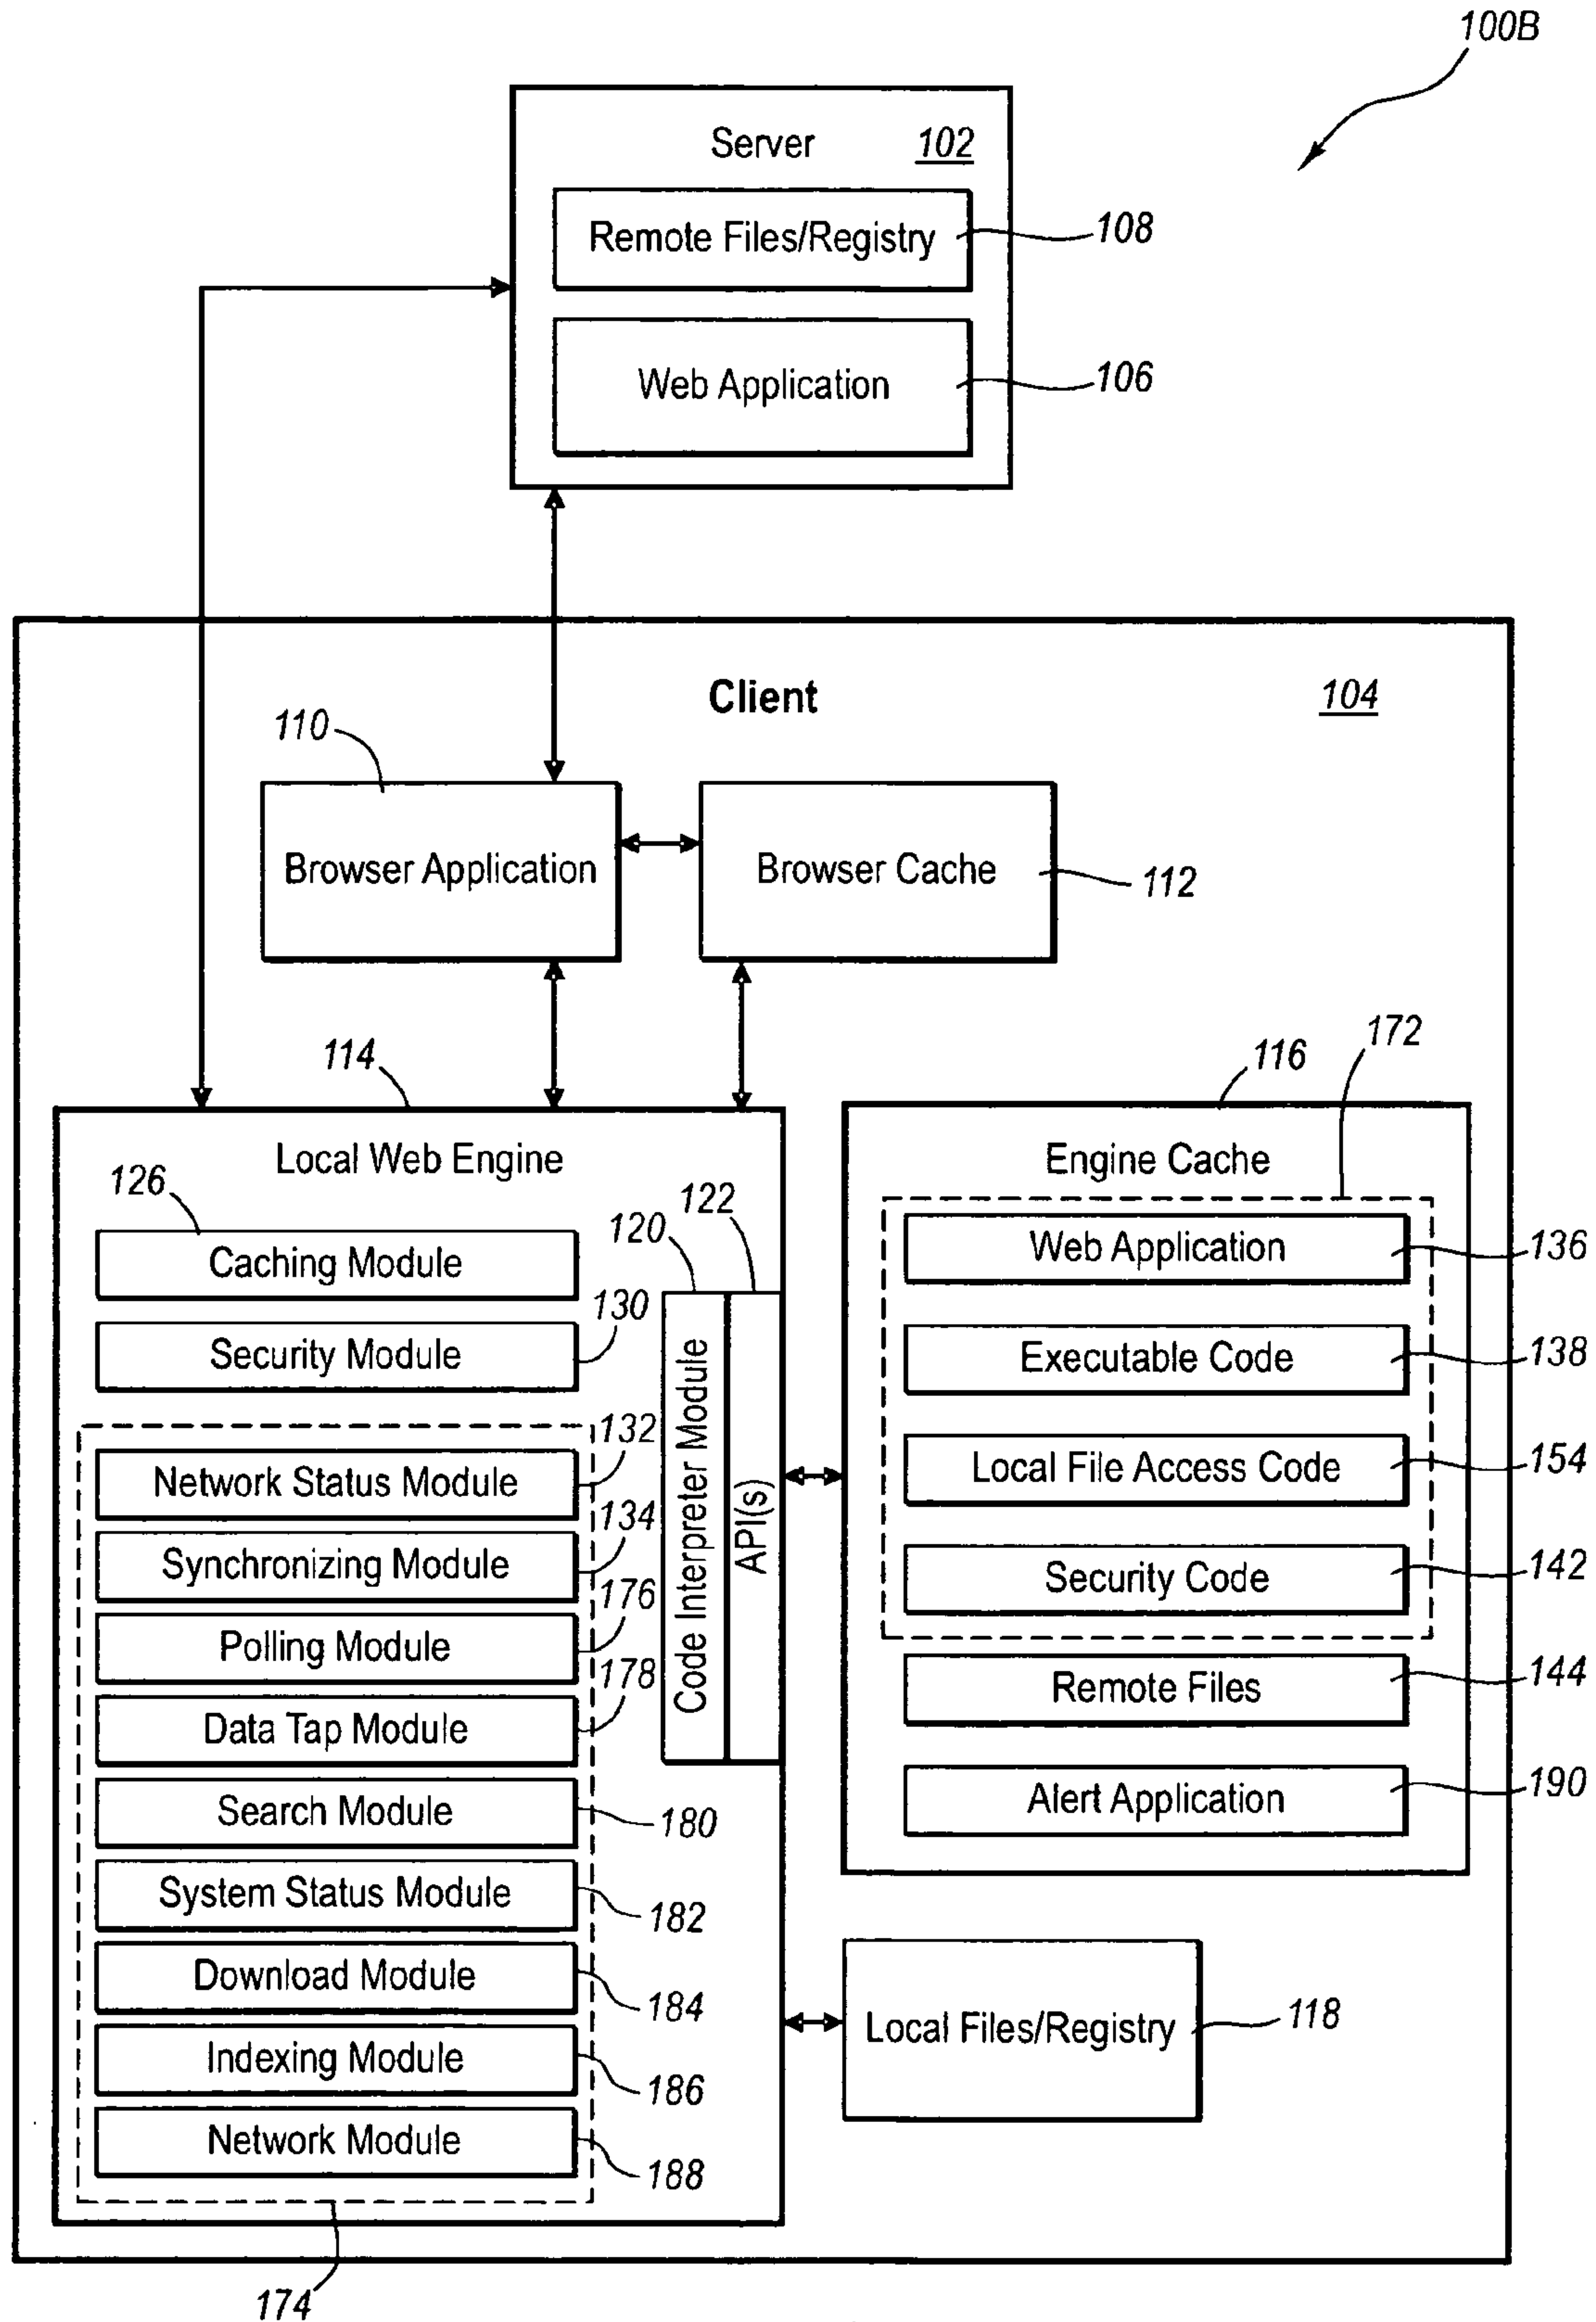 100B
Server 102
Remote Files/Registry 108
Web Application 106
Client 104
110
Browser Application
Browser Cache
112
114
116
172
Local Web Engine
126
Caching Module
Security Module
130
120
122
Code Interpreter Module
API(s)
Network Status Module
132
Synchronizing Module
134
Polling Module
176
Data Tap Module
178
Search Module
180
System Status Module
182
Download Module
184
Indexing Module
186
Network Module
188
174
Engine Cache
Web Application 136
Executable Code 138
Local File Access Code 154
Security Code 142
Remote Files 144
Alert Application 190
Local Files/Registry 118